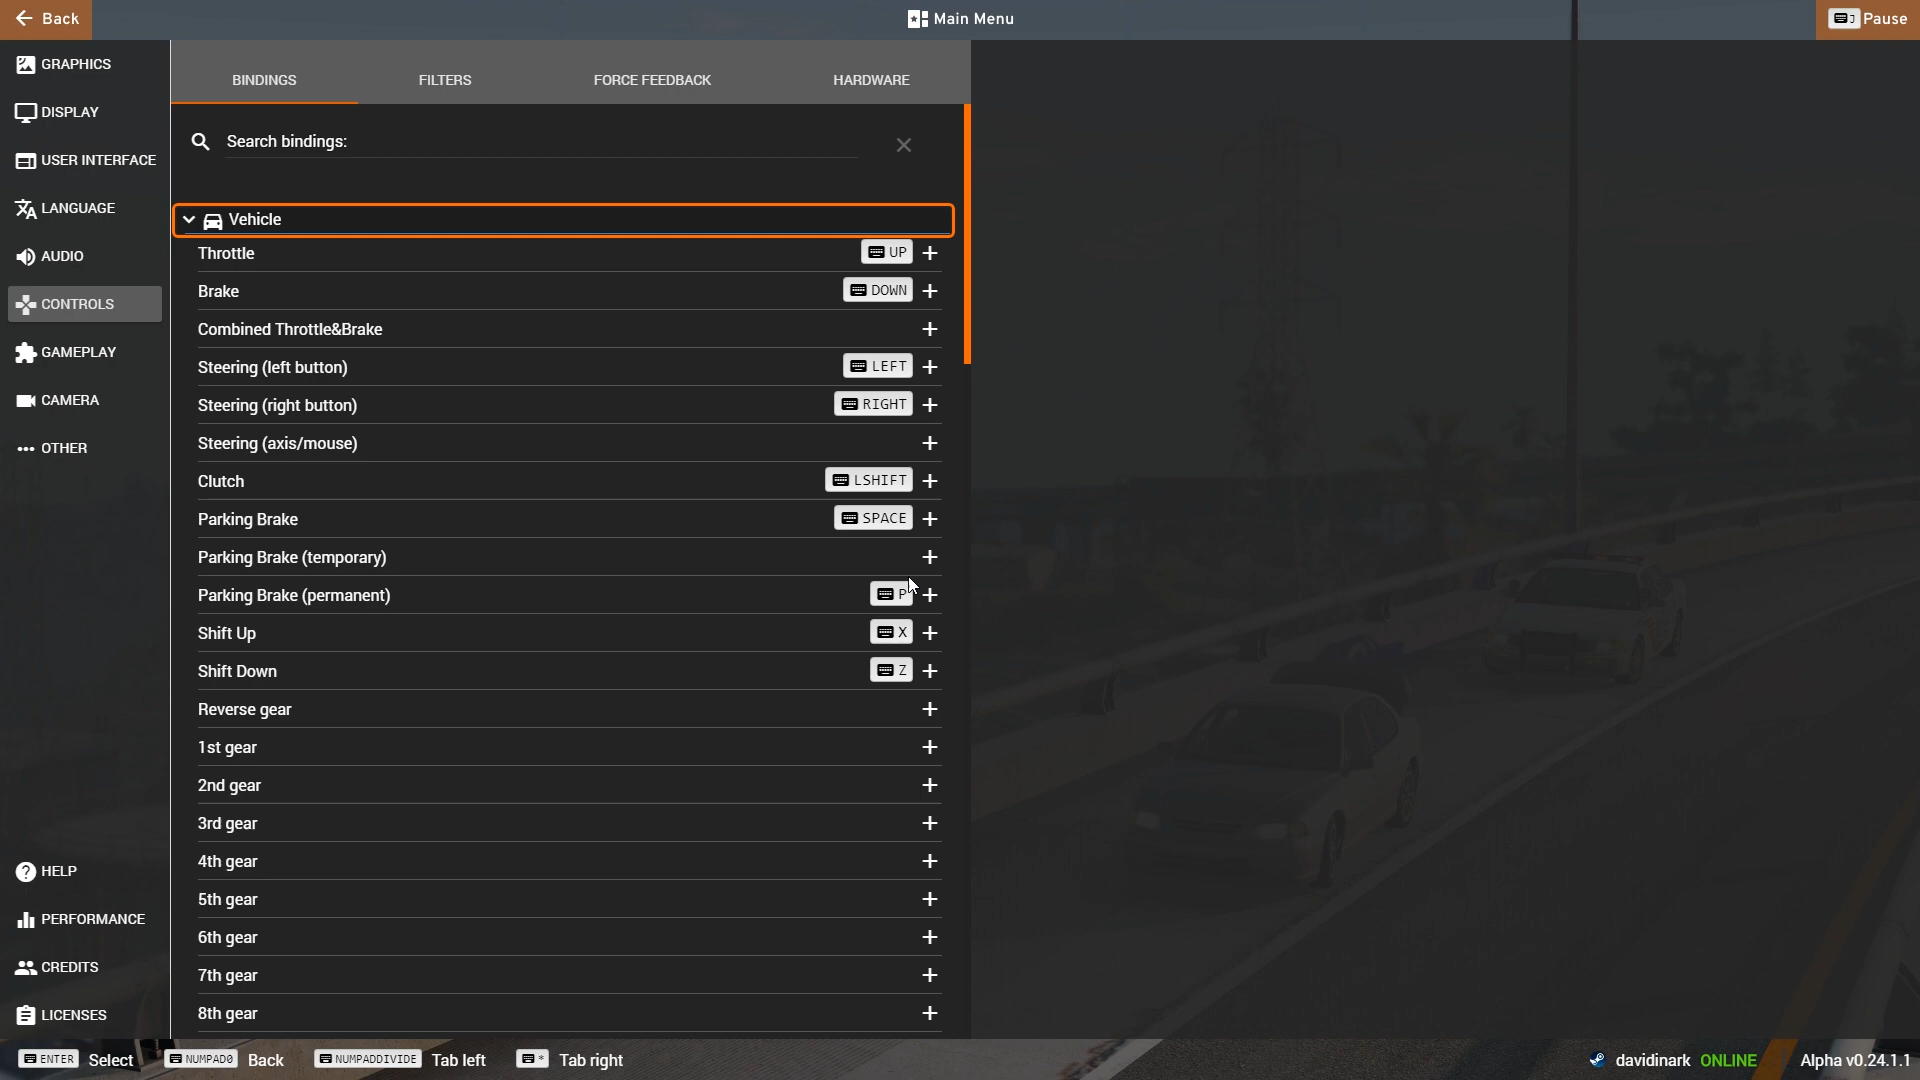 Back
Main Menu
J Pause
GRAPHICS
DISPLAY
USER INTERFACE
LANGUAGE
AUDIO
CONTROLS
GAMEPLAY
CAMERA
OTHER
HELP
PERFORMANCE
CREDITS
LICENSES
BINDINGS FILTERS FORCE FEEDBACK HARDWARE
Search bindings:
Vehicle
Throttle UP
Brake DOWN
Combined Throttle&Brake
Steering (left button) LEFT
Steering (right button) RIGHT
Steering (axis/mouse)
Clutch LSHIFT
Parking Brake SPACE
Parking Brake (temporary)
Parking Brake (permanent) P
Shift Up X
Shift Down Z
Reverse gear
1st gear
2nd gear
3rd gear
4th gear
5th gear
6th gear
7th gear
8th gear
ENTER Select NUMPAD0 Back NUMPADDIVIDE Tab left * Tab right
davidinark ONLINE Alpha v0.24.1.1